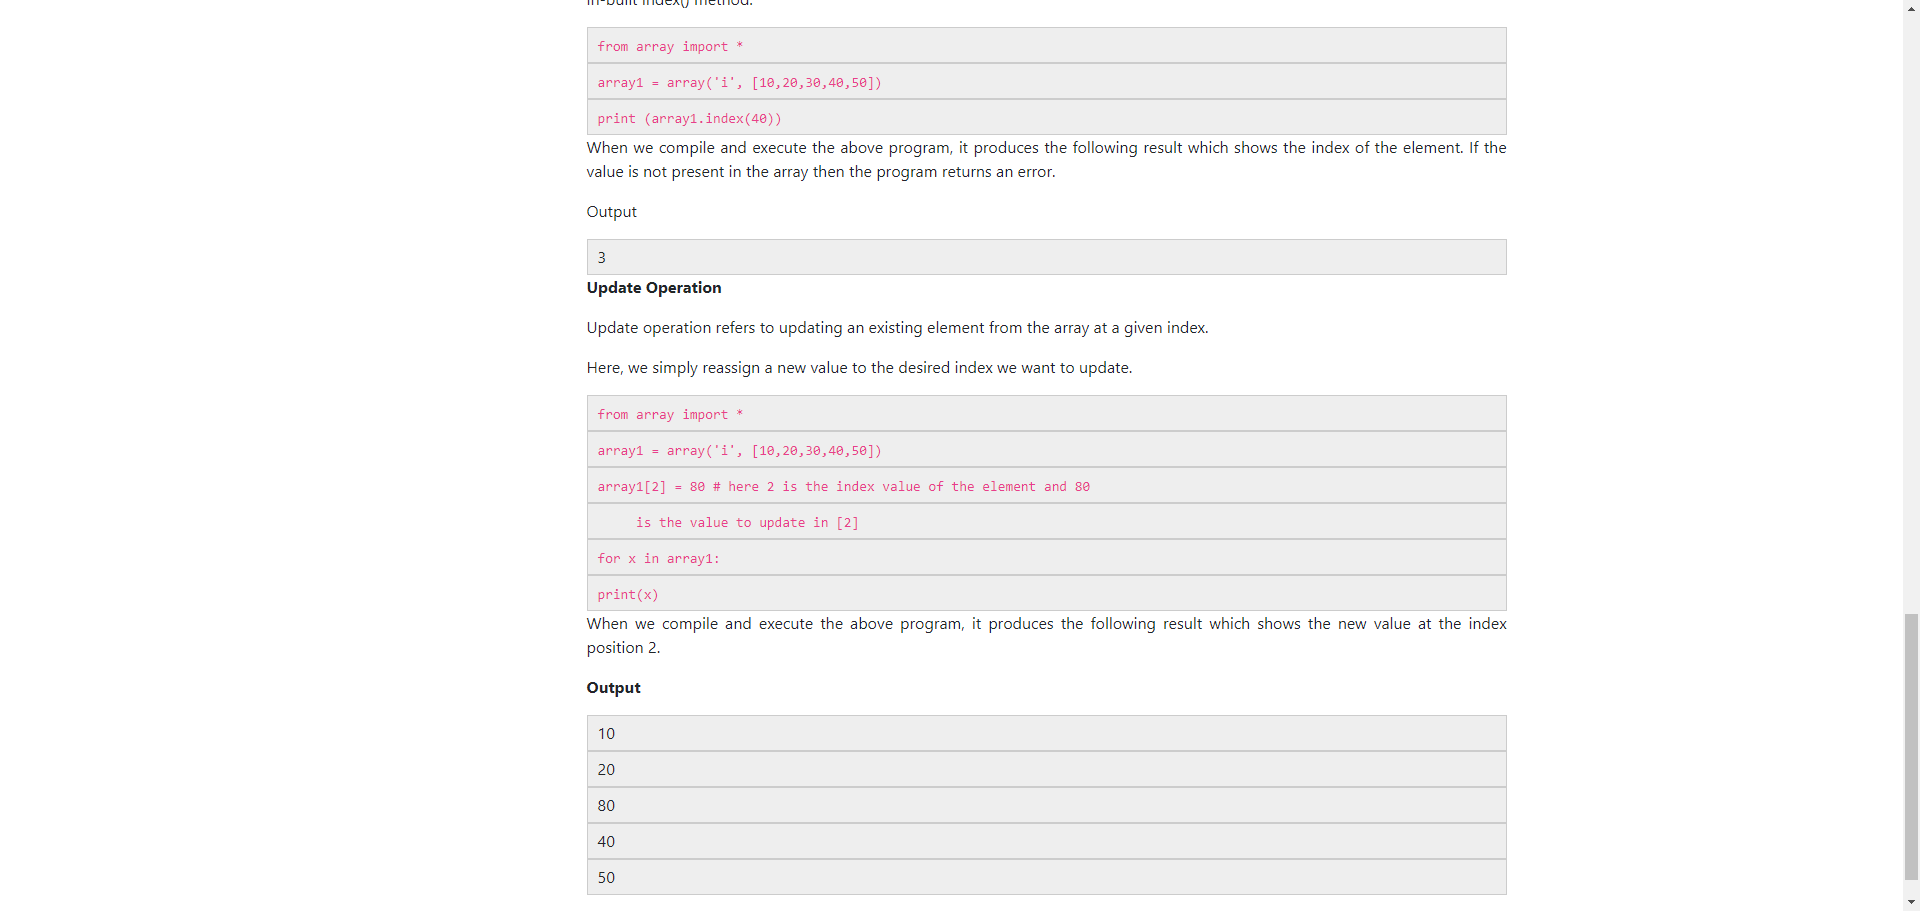 in-built index() method.
from array import *
array1 = array('i', [10,20,30,40,50])
print (array1.index(40))
When we compile and execute the above program, it produces the following result which shows the index of the element. If the
value is not present in the array then the program returns an error.
Output
3
Update Operation
Update operation refers to updating an existing element from the array at a given index.
Here, we simply reassign a new value to the desired index we want to update.
from array import *
array1 = array('i', [10,20,30,40,50])
array1[2] = 80 # here 2 is the index value of the element and 80
is the value to update in [2]
for x in array1:
print(x)
When we compile and execute the above program, it produces the following result which shows the new value at the index
position 2.
Output
10
20
80
40
50